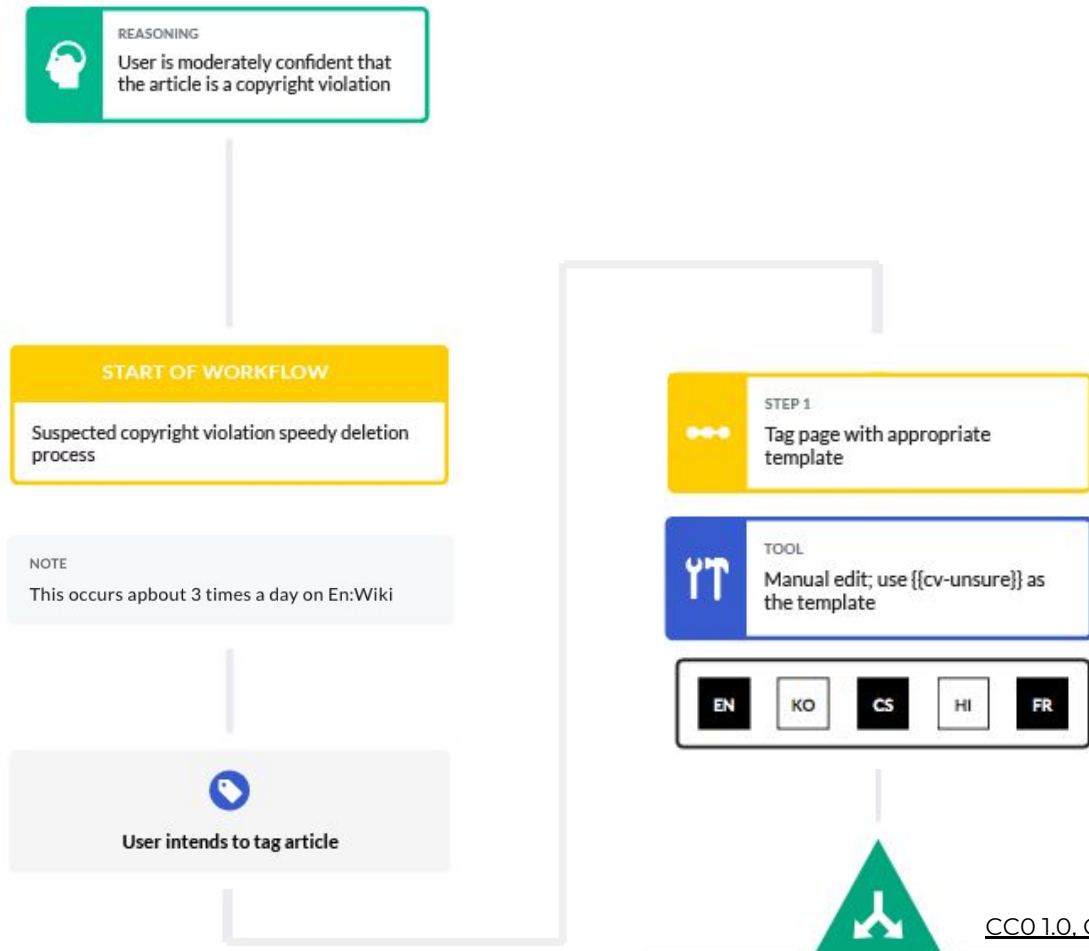 REASONING
User is moderately confident that
the article is a copyright violation
START OF WORKFLOW
Suspected copyright violation speedy deletion
process
NOTE
This occurs apbout 3 times a day on En:Wiki
User intends to tag article
STEP 1
Tag page with appropriate
template
TOOL
Manual edit; use {{cv-unsure}} as
the template
EN KO CS HI FR
CC0 1.0,